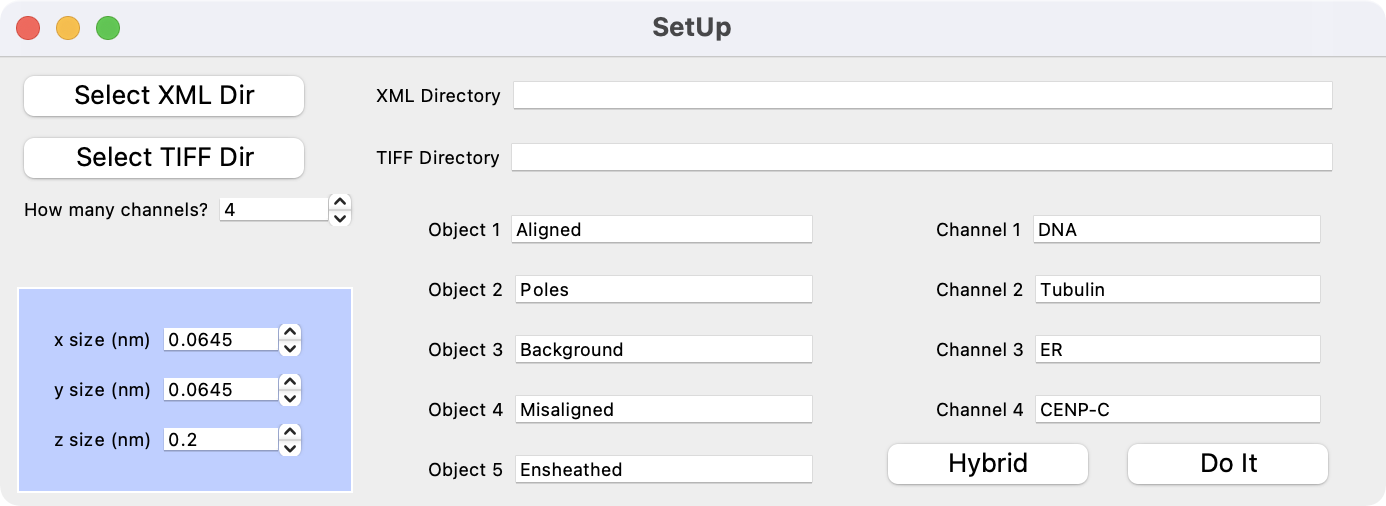 SetUp
Select XML Dir
XML Directory
Select TIFF Dir
TIFF Directory
How many channels? 4
Object 1 Aligned
Channel 1 DNA
Object 2 Poles
Channel 2 Tubulin
x size (nm) 0.0645
Object 3 Background
Channel 3 ER
y size (nm) 0.0645
Object 4 Misaligned
Channel 4 CENP-C
z size (nm) 0.2
Object 5 Ensheathed
Hybrid
Do It